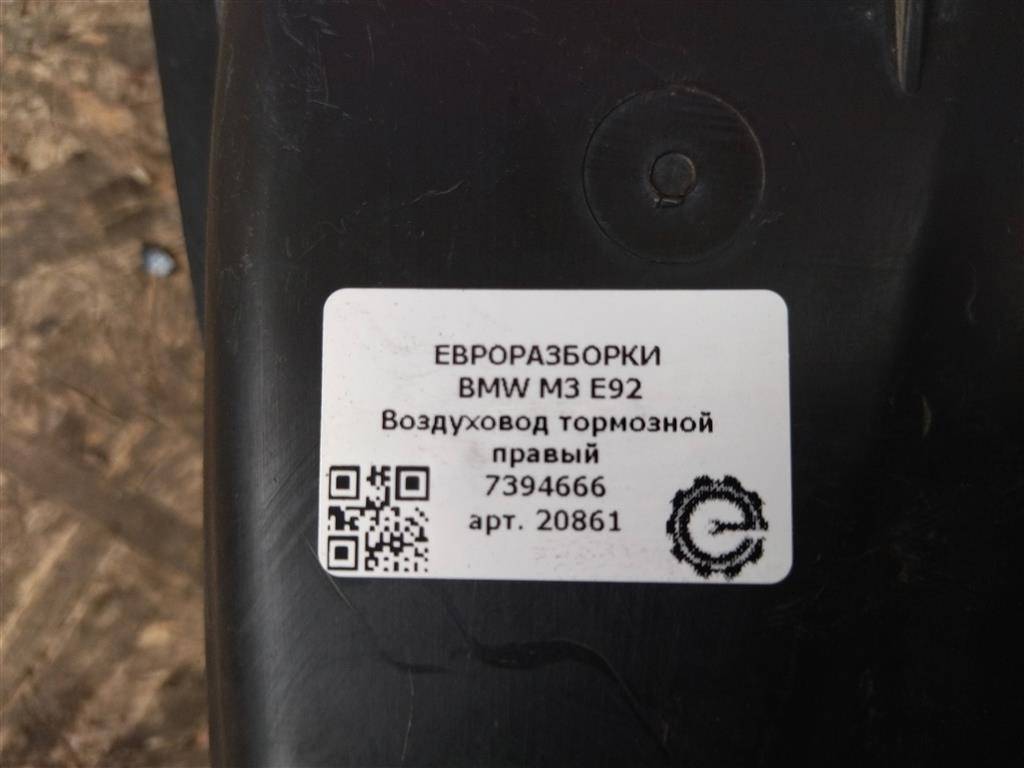 ЕВРОРАЗБОРКИ
BMW M3 E92
Воздуховод тормозной
правый
7394666
арт. 20861